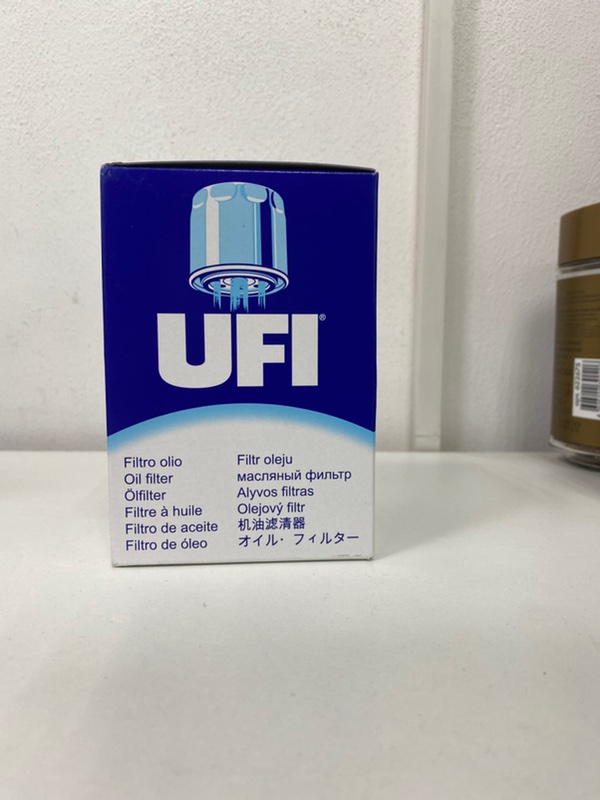 UFI®
Filtro olio
Oil filter
Ölfilter
Filtre à huile
Filtro de aceite
Filtro de óleo
Filtr oleju
масляный фильтр
Alyvos filtras
Olejový filtr
机油滤清器
オイル・フィルター